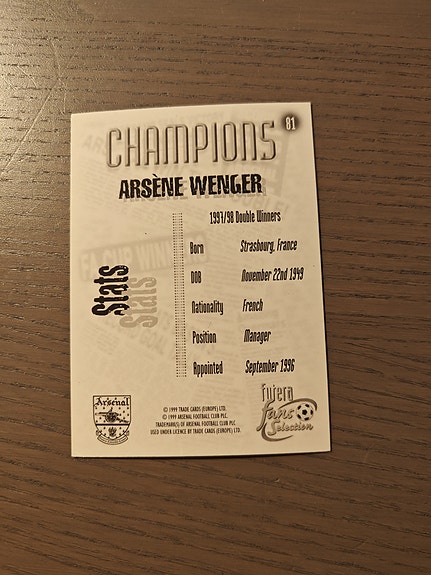 81
CHAMPIONS
ARSÈNE WENGER
1997/98 Double Winners
Born Strasbourg, France
DOB November 22nd 1949
Nationality French
Position Manager
Appointed September 1996
Stats
Stats
Arsenal
© 1999 TRADE CARDS (EUROPE) LTD.
© 1999 ARSENAL FOOTBALL CLUB PLC.
TRADEMARK(S) OF ARSENAL FOOTBALL CLUB PLC
USED UNDER LICENCE BY TRADE CARDS (EUROPE) LTD.
Futera
Fans
Selection